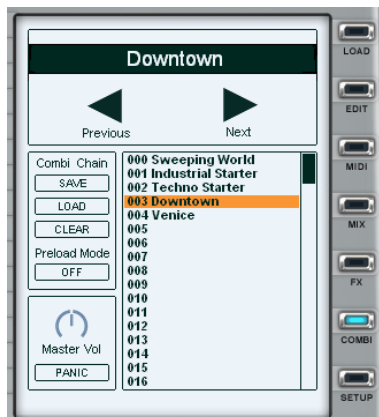 Downtown
Previous
Next
Combi Chain
SAVE
LOAD
CLEAR
Preload Mode
OFF
Master Vol
PANIC
000 Sweeping World
001 Industrial Starter
002 Techno Starter
003 Downtown
004 Venice
005
006
007
008
009
010
011
012
013
014
015
016
LOAD
EDIT
MIDI
MIX
FX
COMBI
SETUP